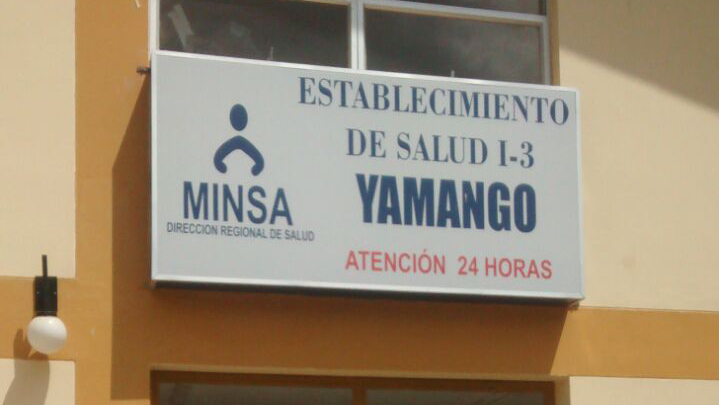 ESTABLECIMIENTO
DE SALUD I-3
YAMANGO
ATENCIÓN 24 HORAS
MINSA
DIRECCION REGIONAL DE SALUD